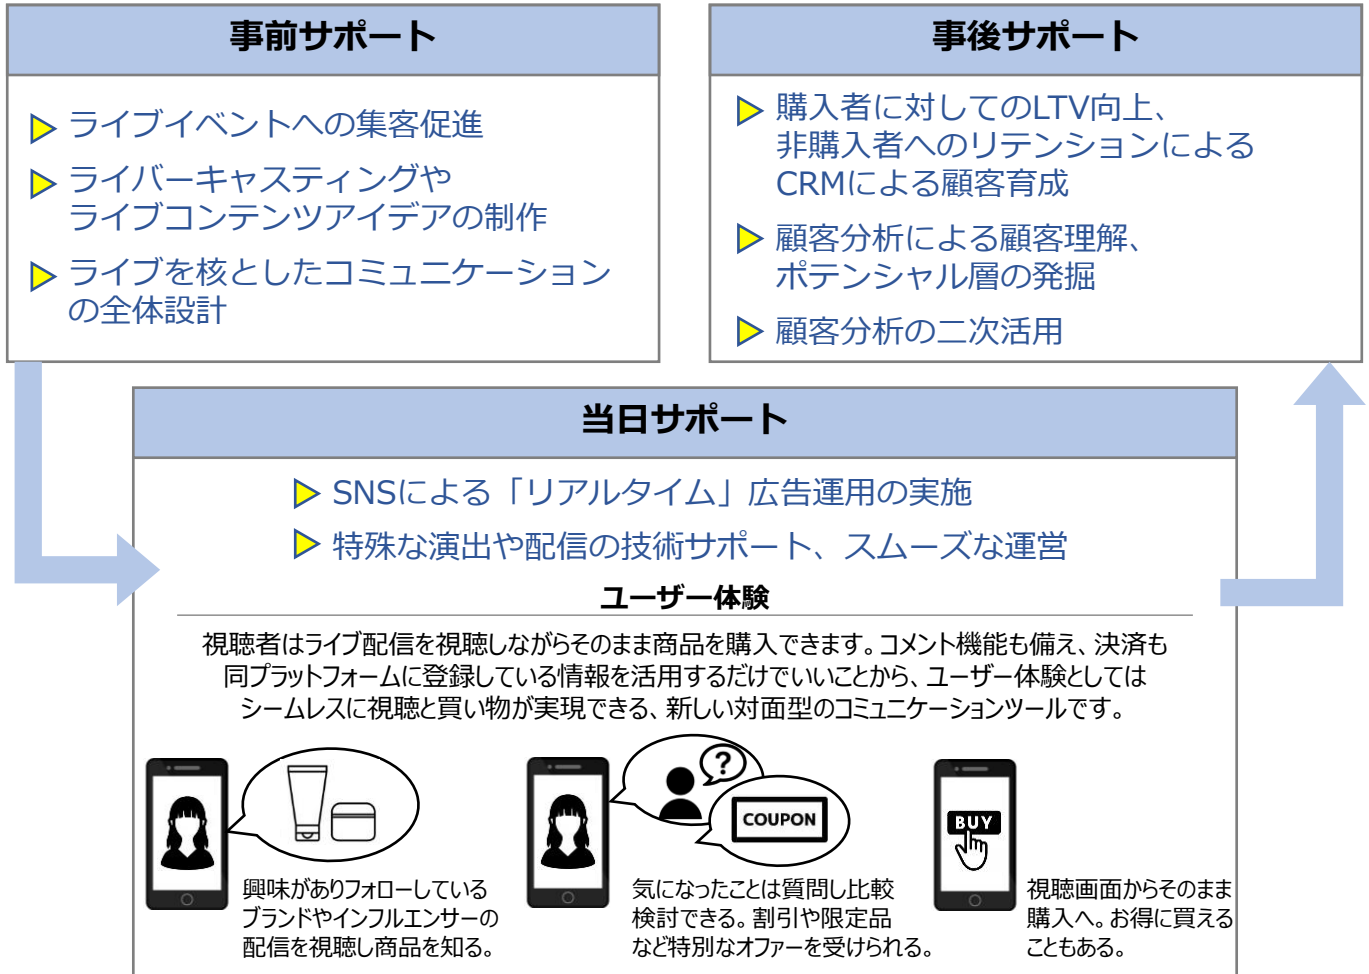 事前サポート
ライブイベントへの集客促進
ライバーキャスティングや
ライブコンテンツアイデアの制作
ライブを核としたコミュニケーション
の全体設計
事後サポート
購入者に対してのLTV向上、
非購入者へのリテンションによる
CRMによる顧客育成
顧客分析による顧客理解、
ポテンシャル層の発掘
顧客分析の二次活用
当日サポート
SNSによる「リアルタイム」広告運用の実施
特殊な演出や配信の技術サポート、スムーズな運営
ユーザー体験
視聴者はライブ配信を視聴しながらそのまま商品を購入できます。コメント機能も備え、決済も
同プラットフォームに登録している情報を活用するだけでいいことから、ユーザー体験としては
シームレスに視聴と買い物が実現できる、新しい対面型のコミュニケーションツールです。
興味がありフォローしている
ブランドやインフルエンサーの
配信を視聴し商品を知る。
?
COUPON
気になったことは質問し比較
検討できる。割引や限定品
など特別なオファーを受けられる。
BUY
視聴画面からそのまま
購入へ。お得に買える
こともある。